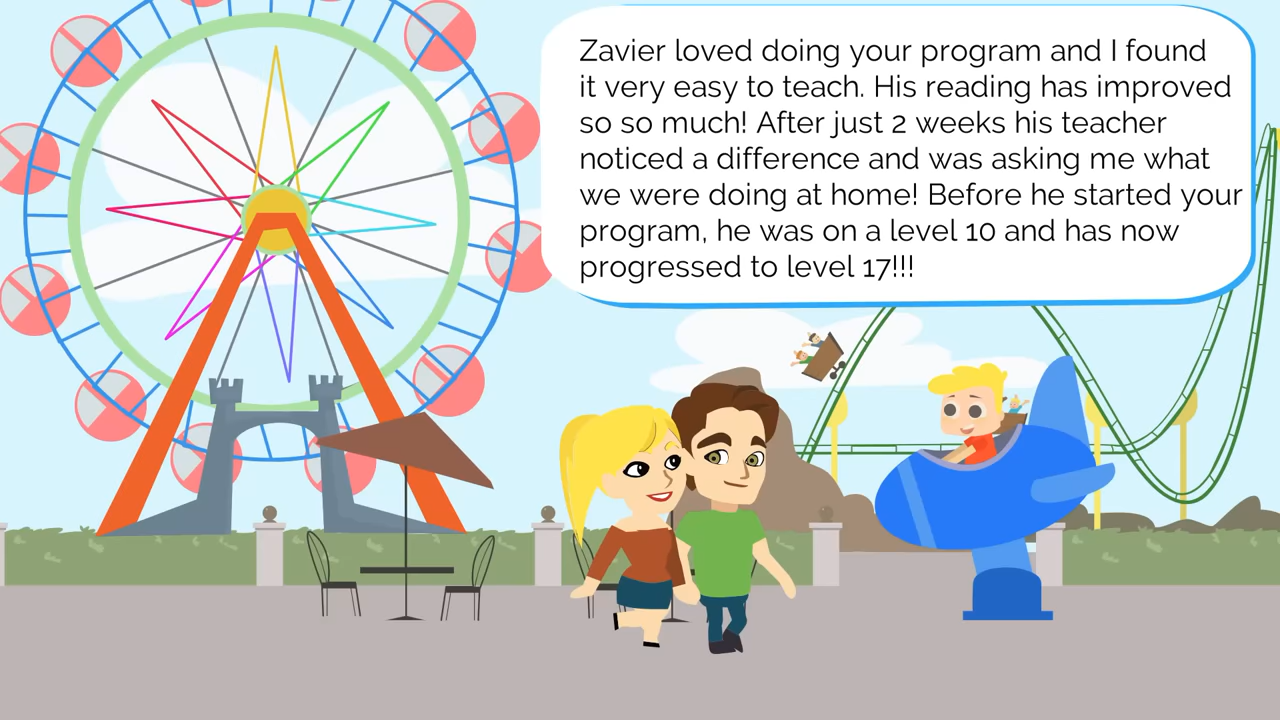 Zavier loved doing your program and I found
it very easy to teach. His reading has improved
so so much! After just 2 weeks his teacher
noticed a difference and was asking me what
we were doing at home! Before he started your
program, he was on a level 10 and has now
progressed to level 17!!!